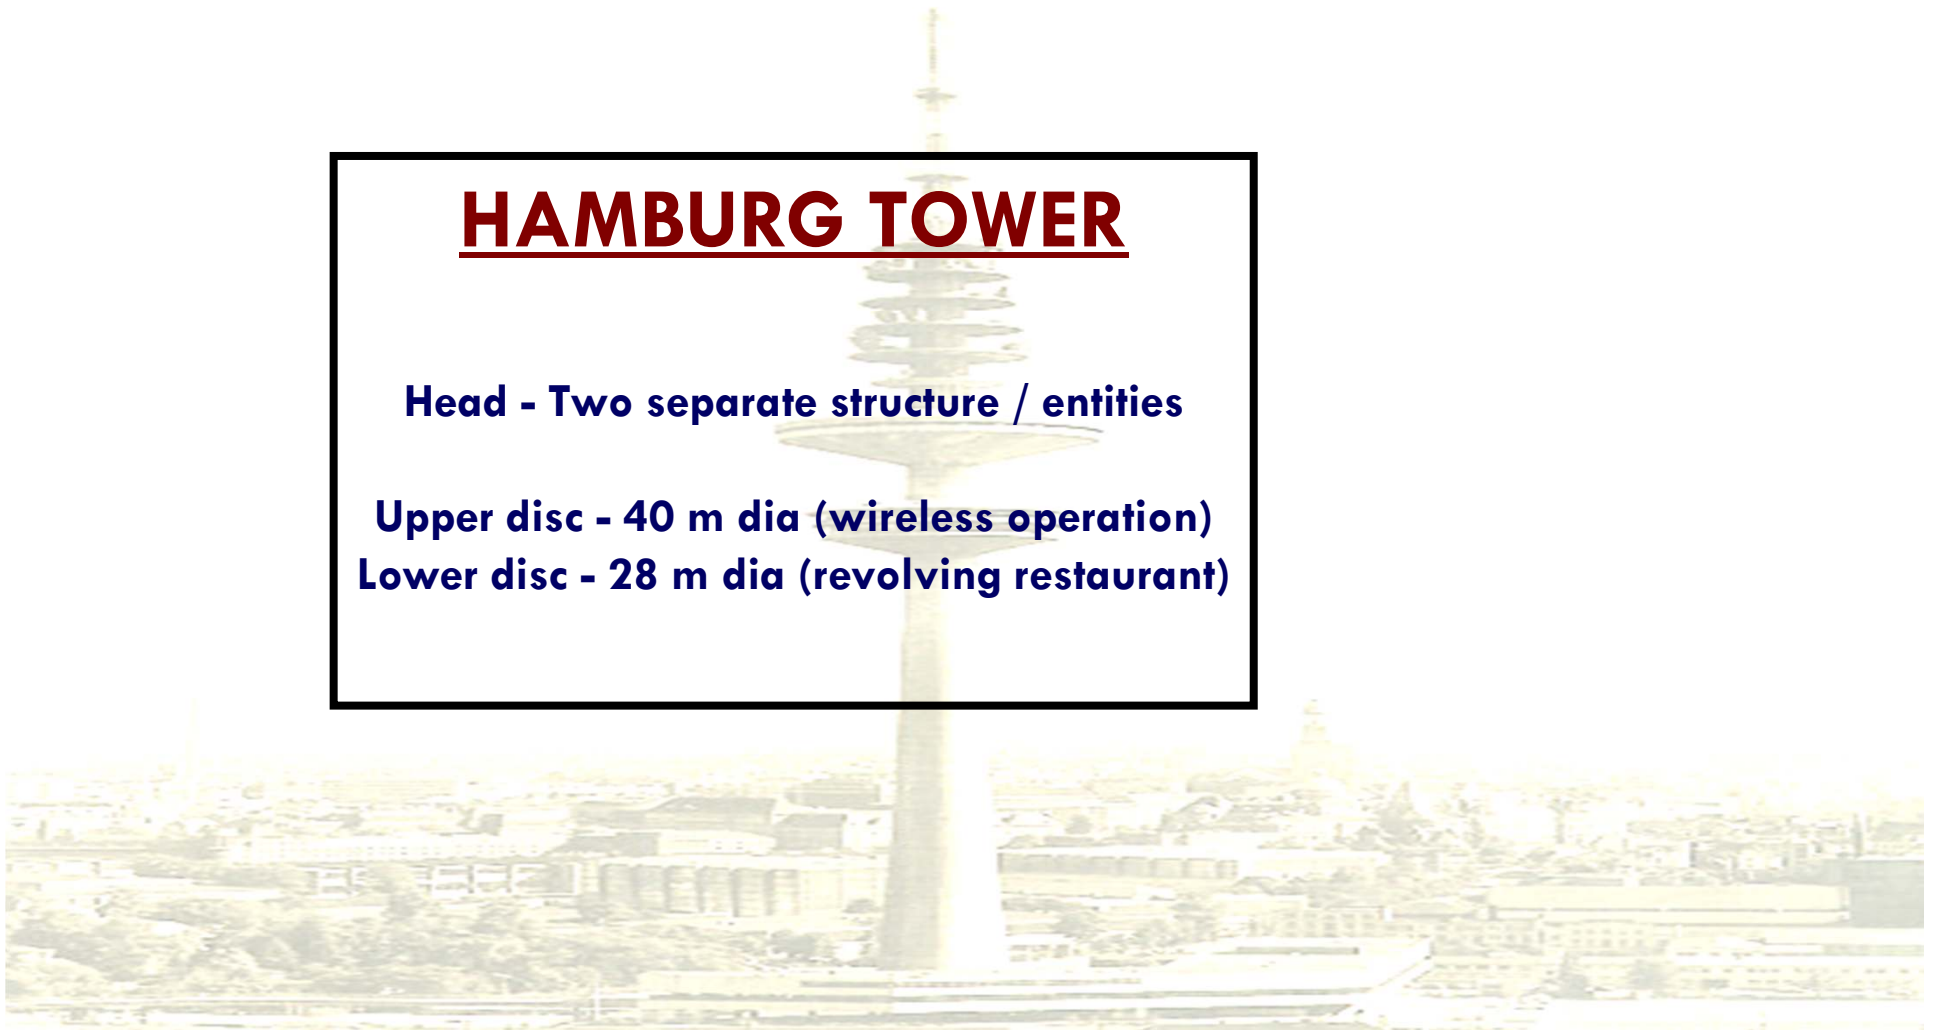 HAMBURG TOWER
Head - Two separate structure / entities
Upper disc - 40 m dia (wireless operation)
Lower disc - 28 m dia (revolving restaurant)